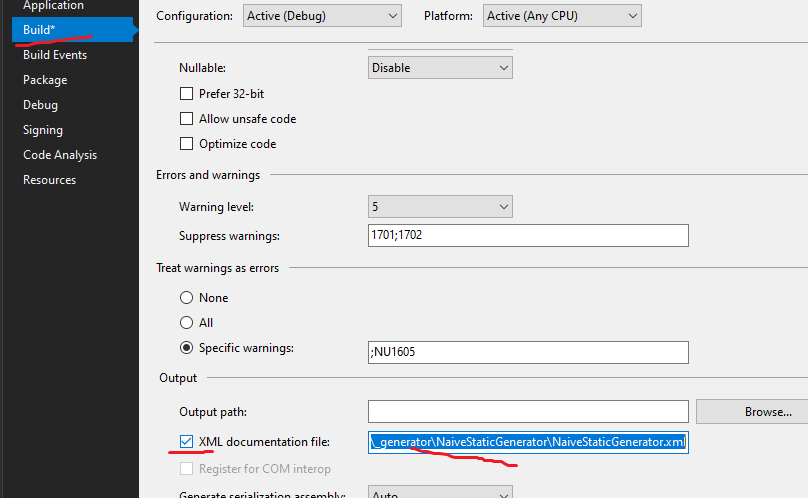 Application
Build*
Build Events
Package
Debug
Signing
Code Analysis
Resources
Configuration: Active (Debug) Platform: Active (Any CPU)
Nullable: Disable
Prefer 32-bit
Allow unsafe code
Optimize code
Errors and warnings
Warning level: 5
Suppress warnings: 1701;1702
Treat warnings as errors
None
All
Specific warnings: ;NU1605
Output
Output path: Browse...
XML documentation file: \_generator\NaiveStaticGenerator\NaiveStaticGenerator.xml
Register for COM interop
Generate serialization assembly: Auto